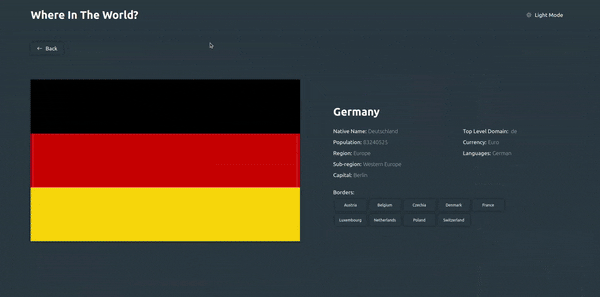 Where In The World?
Light Mode
Back
Germany
Native Name: Deutschland
Population: 83240525
Region: Europe
Sub-region: Western Europe
Capital: Berlin
Top Level Domain: .de
Currency: Euro
Languages: German
Borders:
Austria Belgium Czechia Denmark France
Luxembourg Netherlands Poland Switzerland